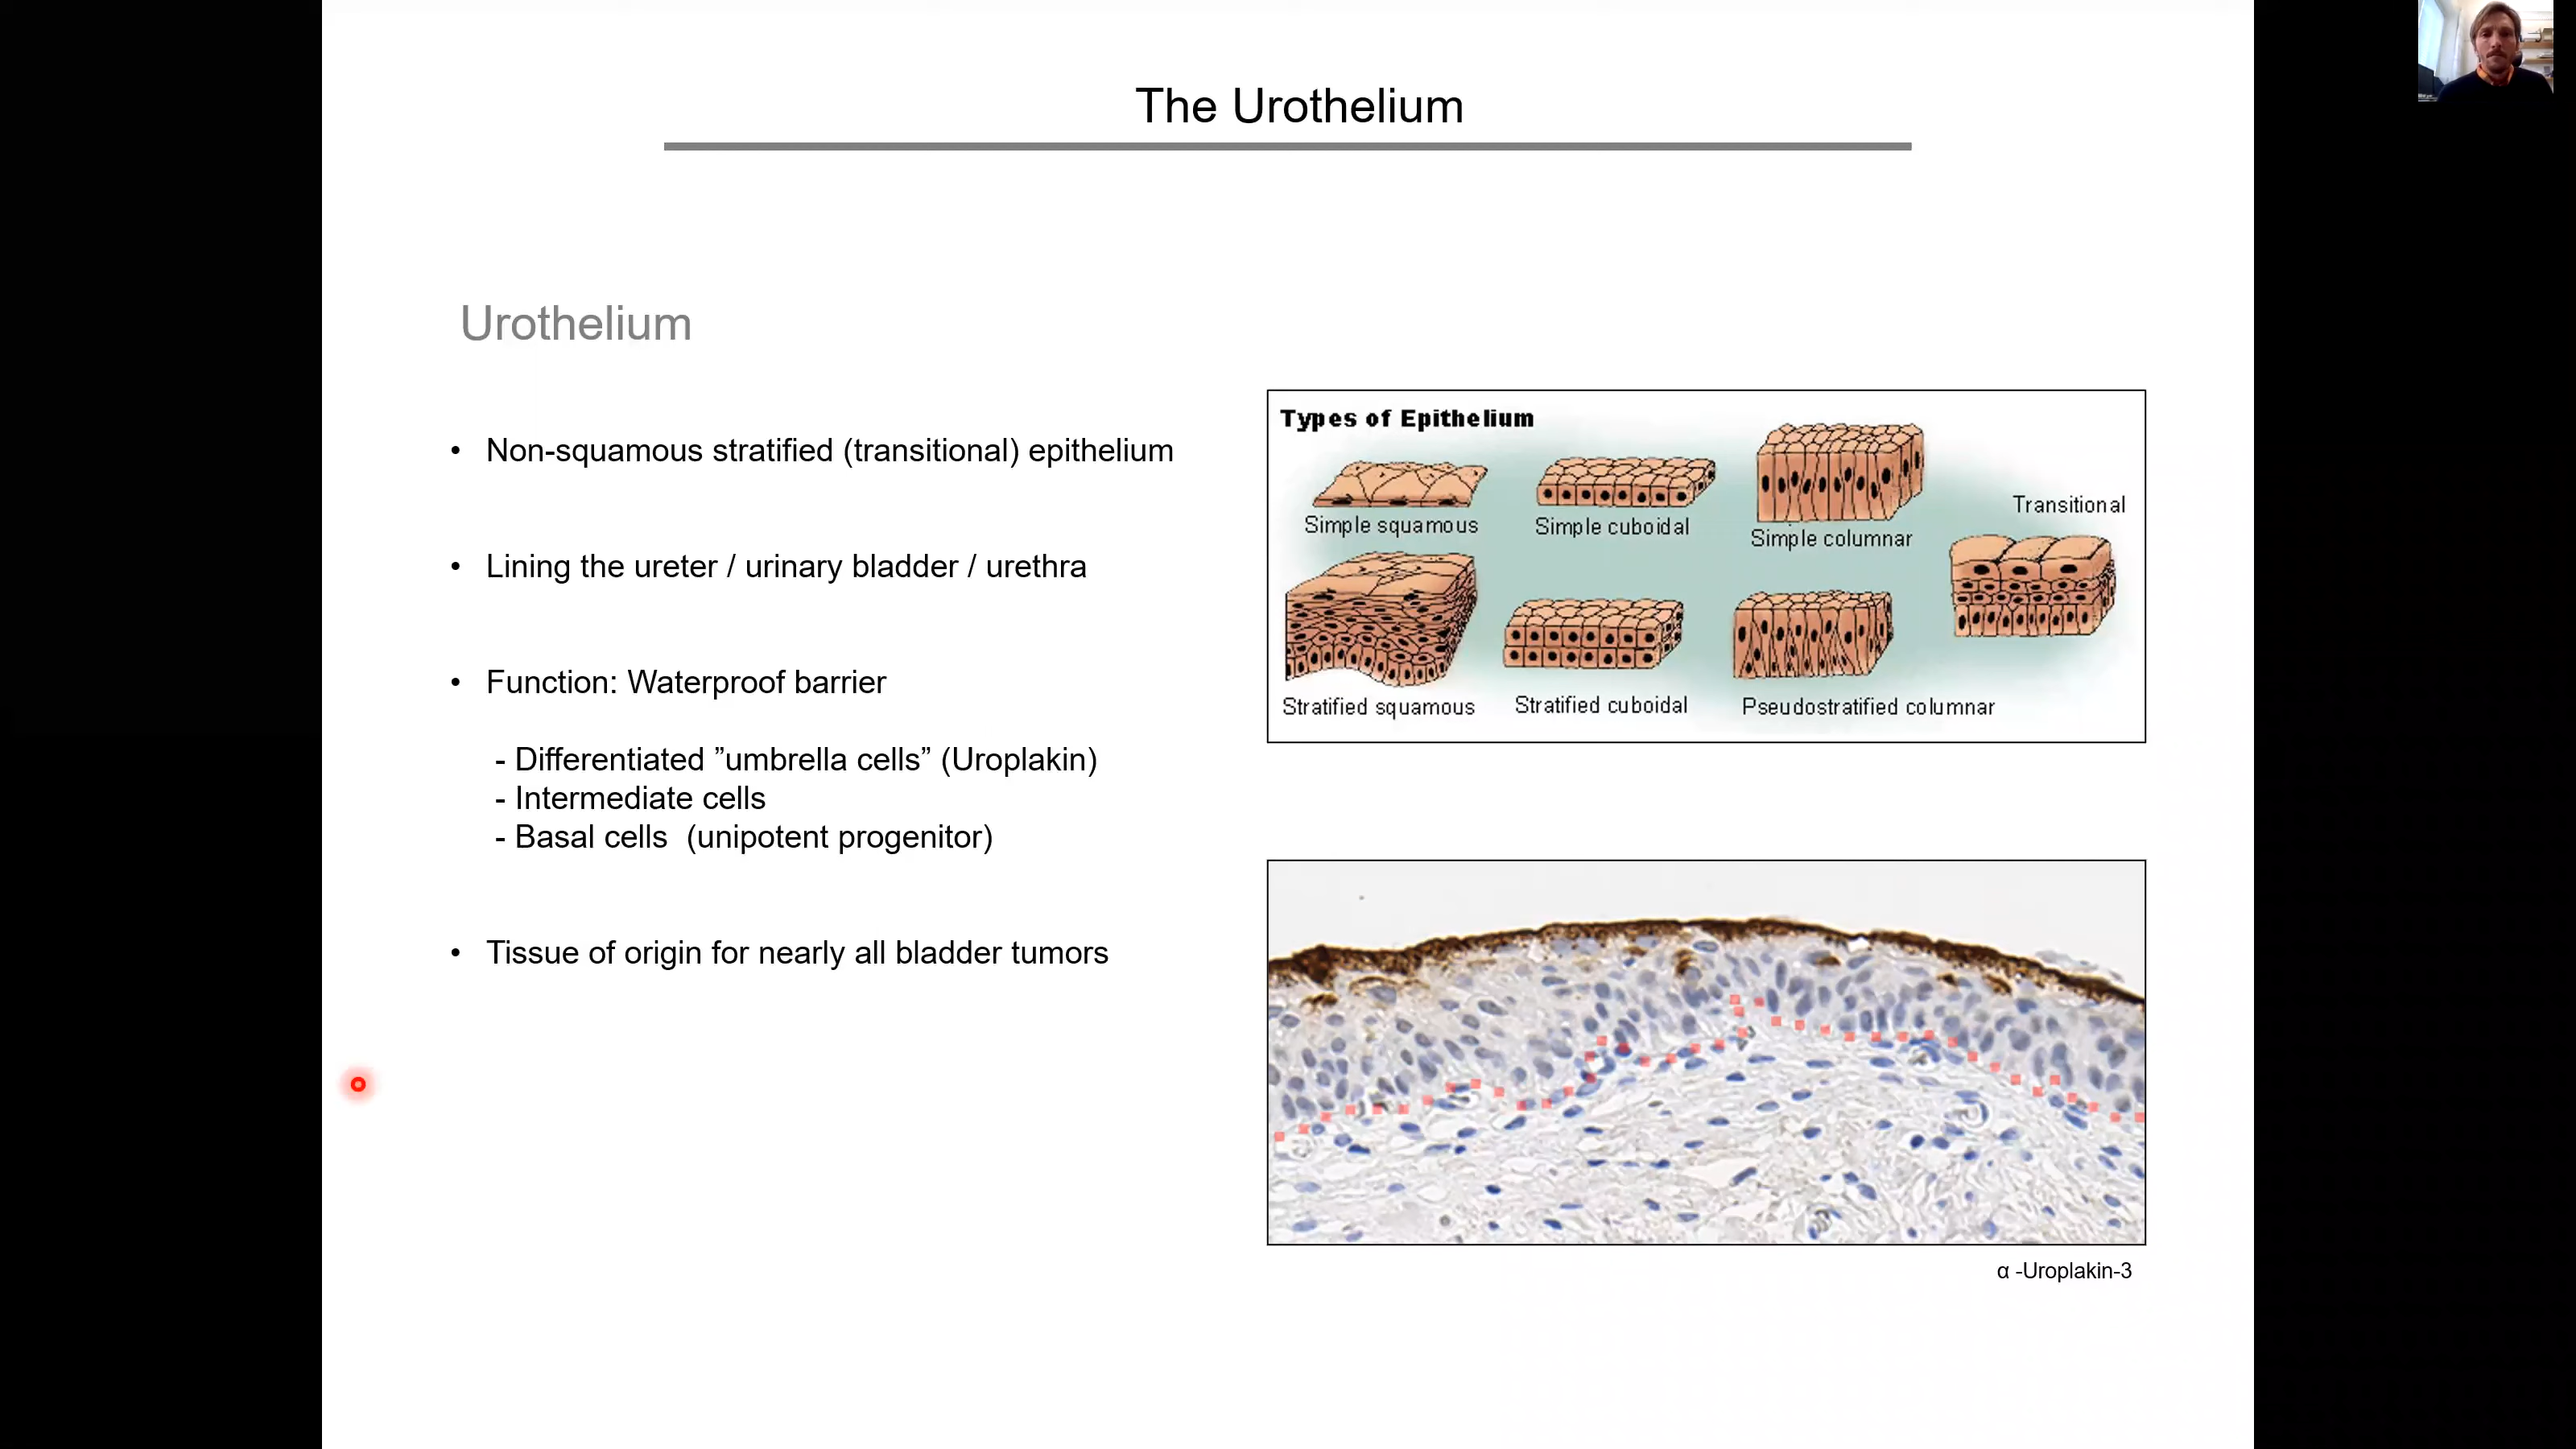 The Urothelium
Urothelium
• Non-squamous stratified (transitional) epithelium
• Lining the ureter / urinary bladder / urethra
• Function: Waterproof barrier
- Differentiated ”umbrella cells” (Uroplakin)
- Intermediate cells
- Basal cells (unipotent progenitor)
• Tissue of origin for nearly all bladder tumors
Types of Epithelium
Simple squamous
Simple cuboidal
Simple columnar
Transitional
Stratified squamous
Stratified cuboidal
Pseudostratified columnar
α -Uroplakin-3